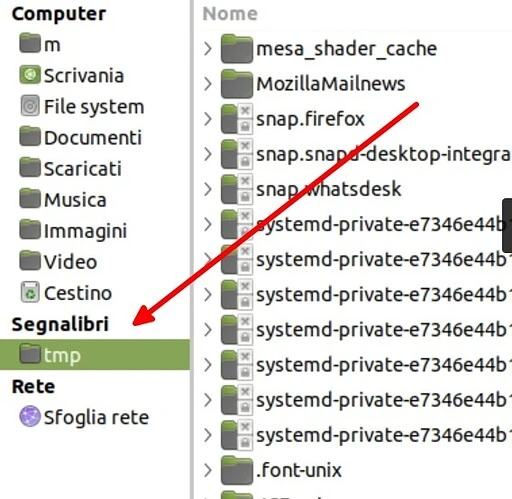 Computer
m
Scrivania
File system
Documenti
Scaricati
Musica
Immagini
Video
Cestino
Segnalibri
tmp
Rete
Sfoglia rete
Nome
mesa_shader_cache
MozillaMailnews
snap.firefox
snap.snapd-desktop-integra
snap.whatsdesk
systemd-private-e7346e44b
systemd-private-e7346e44b
systemd-private-e7346e44b
systemd-private-e7346e44b
systemd-private-e7346e44b
systemd-private-e7346e44b
systemd-private-e7346e44b
.font-unix